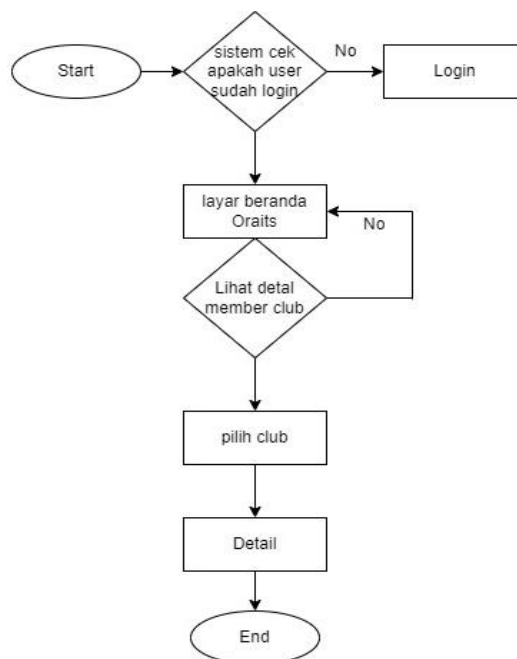 Start
sistem cek
apakah user
sudah login
No
Login
layar beranda
Oraits
No
Lihat detal
member club
pilih club
Detail
End